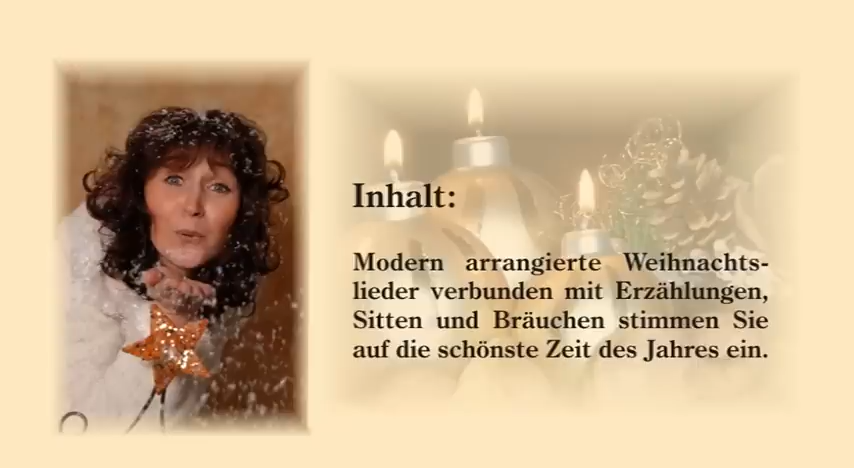 Inhalt:
Modern arrangierte Weihnachts-
lieder verbunden mit Erzählungen,
Sitten und Bräuchen stimmen Sie
auf die schönste Zeit des Jahres ein.